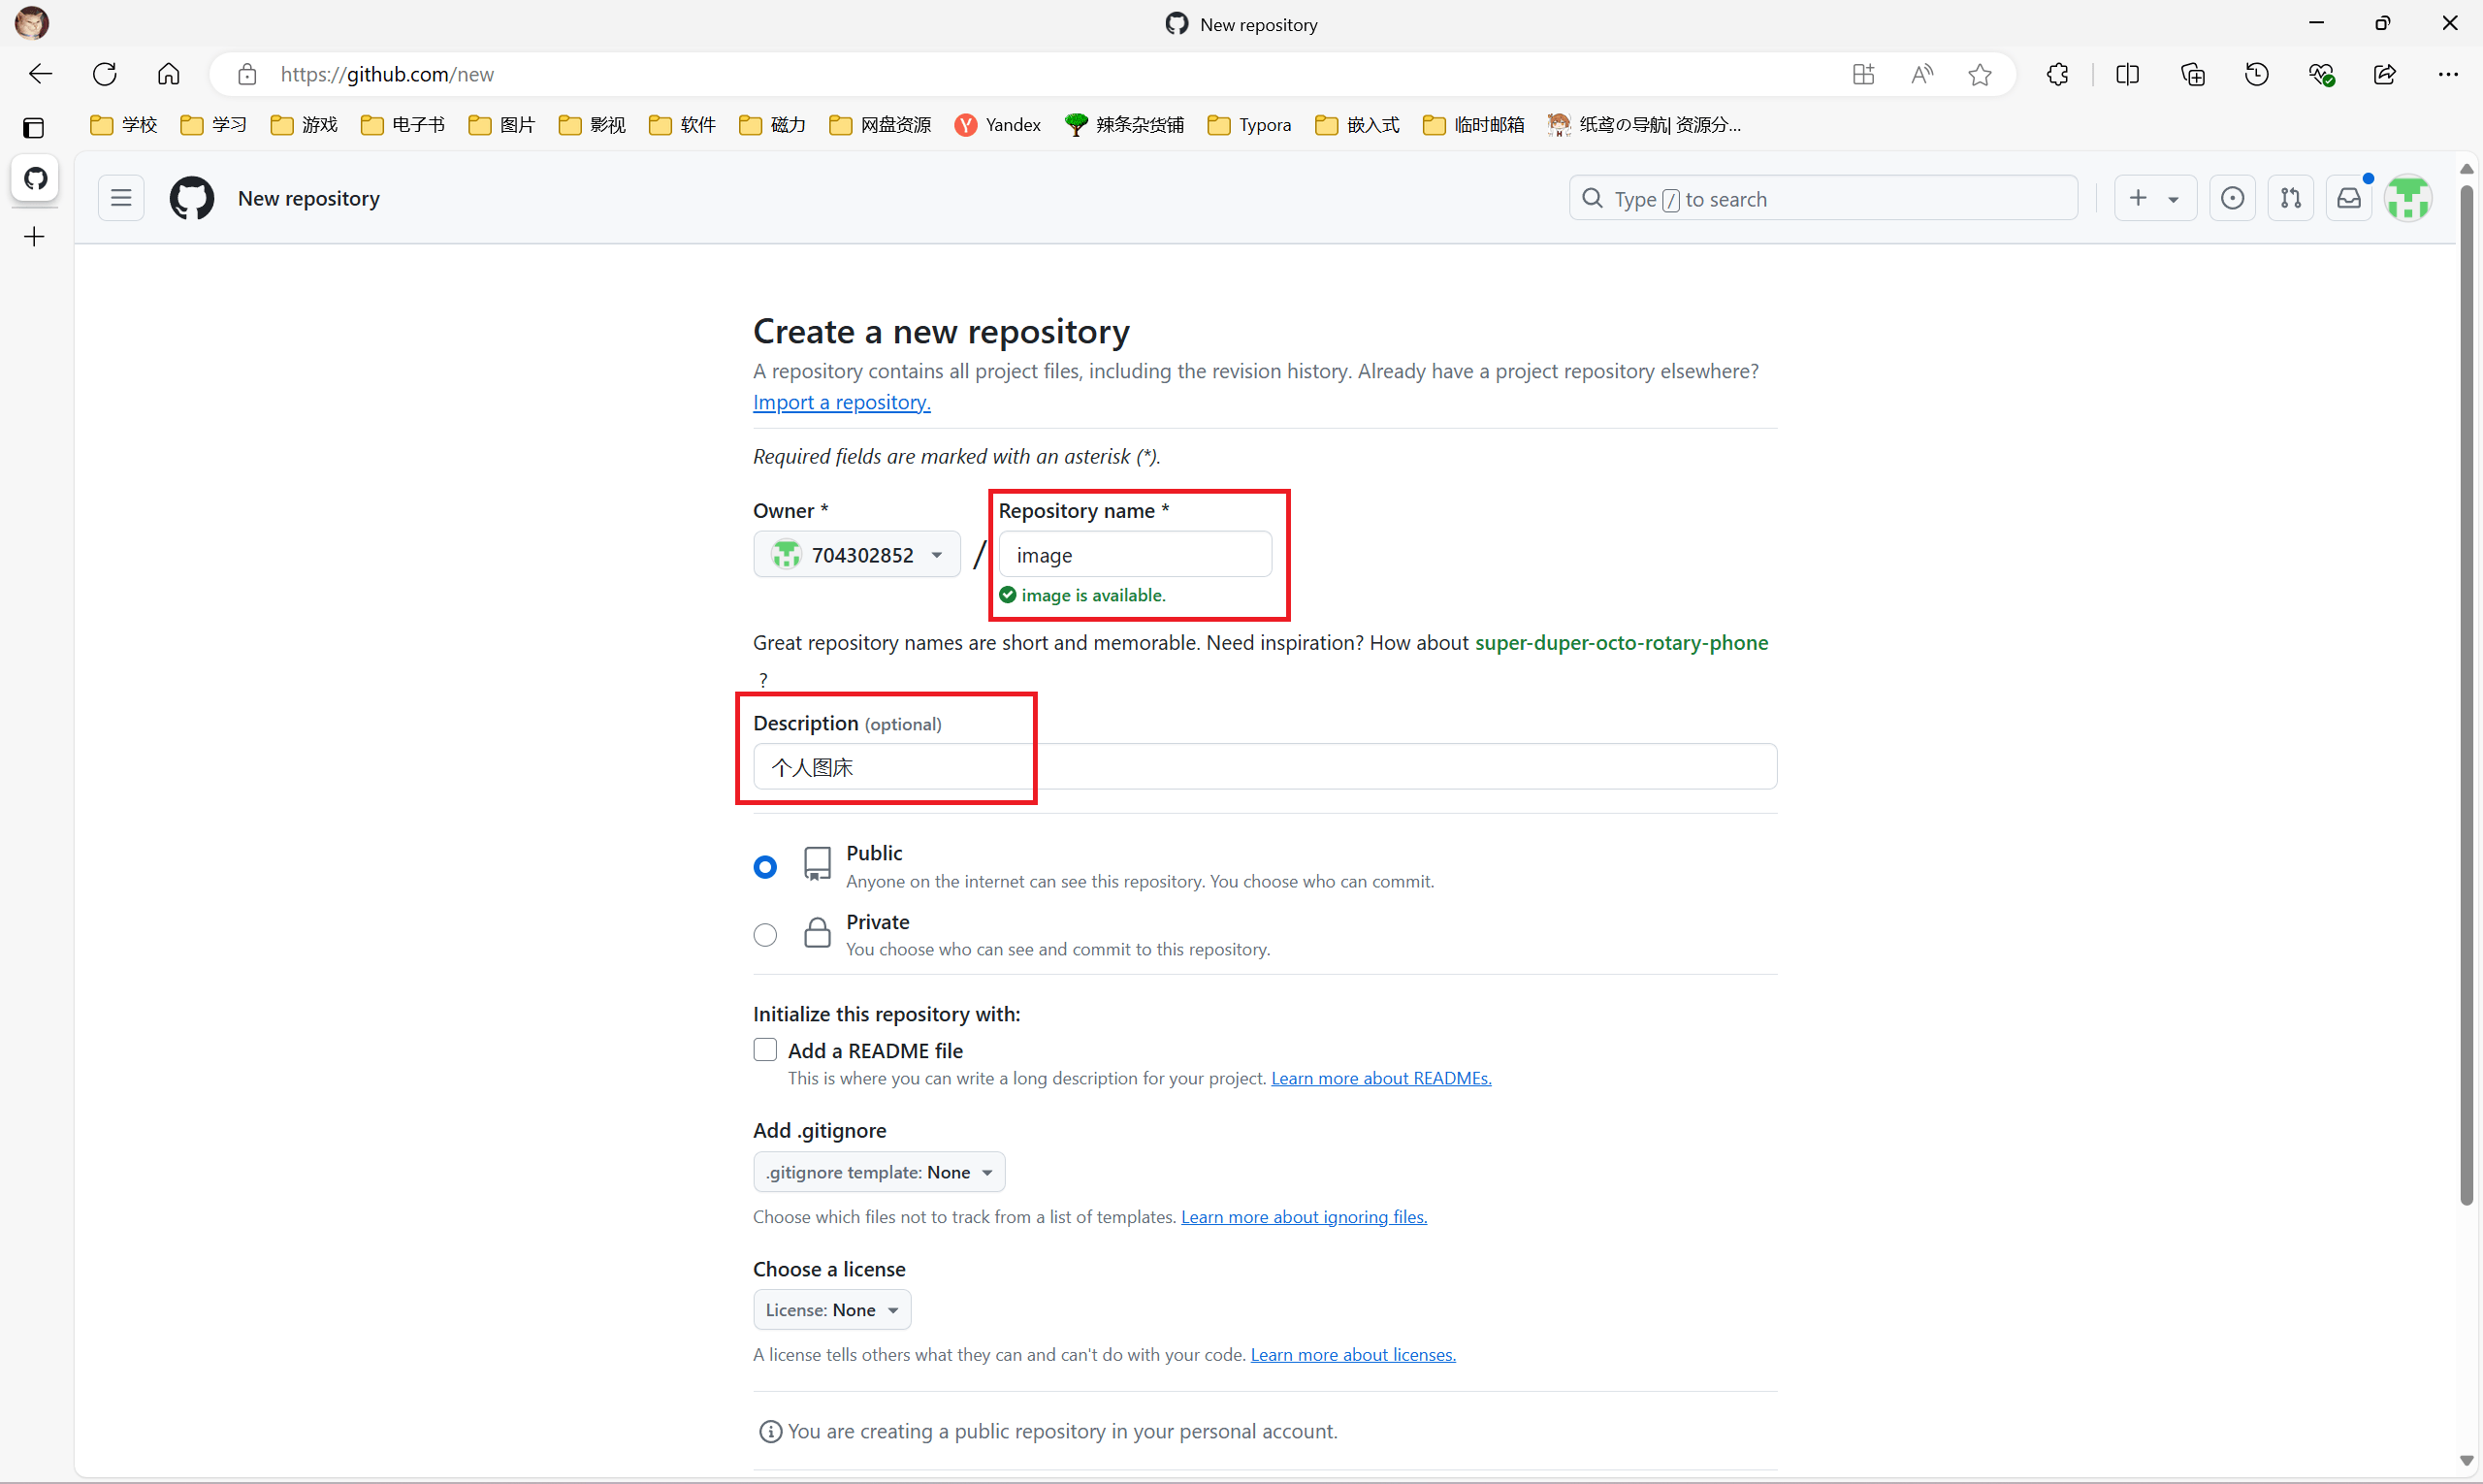 New repository
https://github.com/new
学校 学习 游戏 电子书 图片 影视 软件 磁力 网盘资源 Yandex 辣条杂货铺 Typora 嵌入式 临时邮箱 纸鸢の导航| 资源分...
New repository
Type / to search
Create a new repository
A repository contains all project files, including the revision history. Already have a project repository elsewhere?
Import a repository.
Required fields are marked with an asterisk (*).
Owner *
Repository name *
704302852
/
image
image is available.
Great repository names are short and memorable. Need inspiration? How about super-duper-octo-rotary-phone
?
Description (optional)
个人图床
Public
Anyone on the internet can see this repository. You choose who can commit.
Private
You choose who can see and commit to this repository.
Initialize this repository with:
Add a README file
This is where you can write a long description for your project. Learn more about READMEs.
Add .gitignore
.gitignore template: None
Choose which files not to track from a list of templates. Learn more about ignoring files.
Choose a license
License: None
A license tells others what they can and can't do with your code. Learn more about licenses.
You are creating a public repository in your personal account.